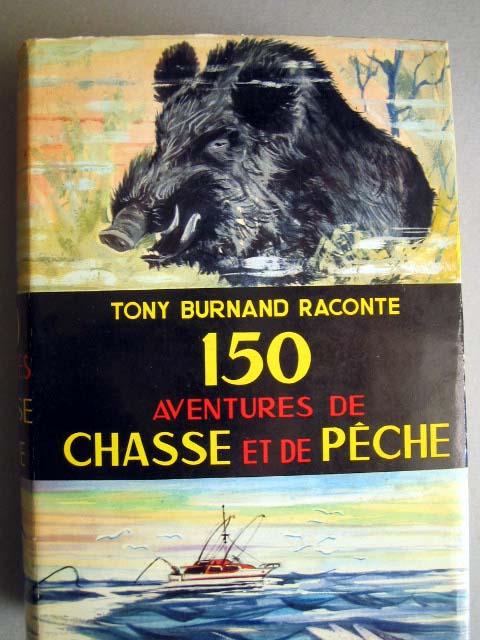 TONY BURNAND RACONTE
150
AVENTURES DE
CHASSE ET DE PÊCHE